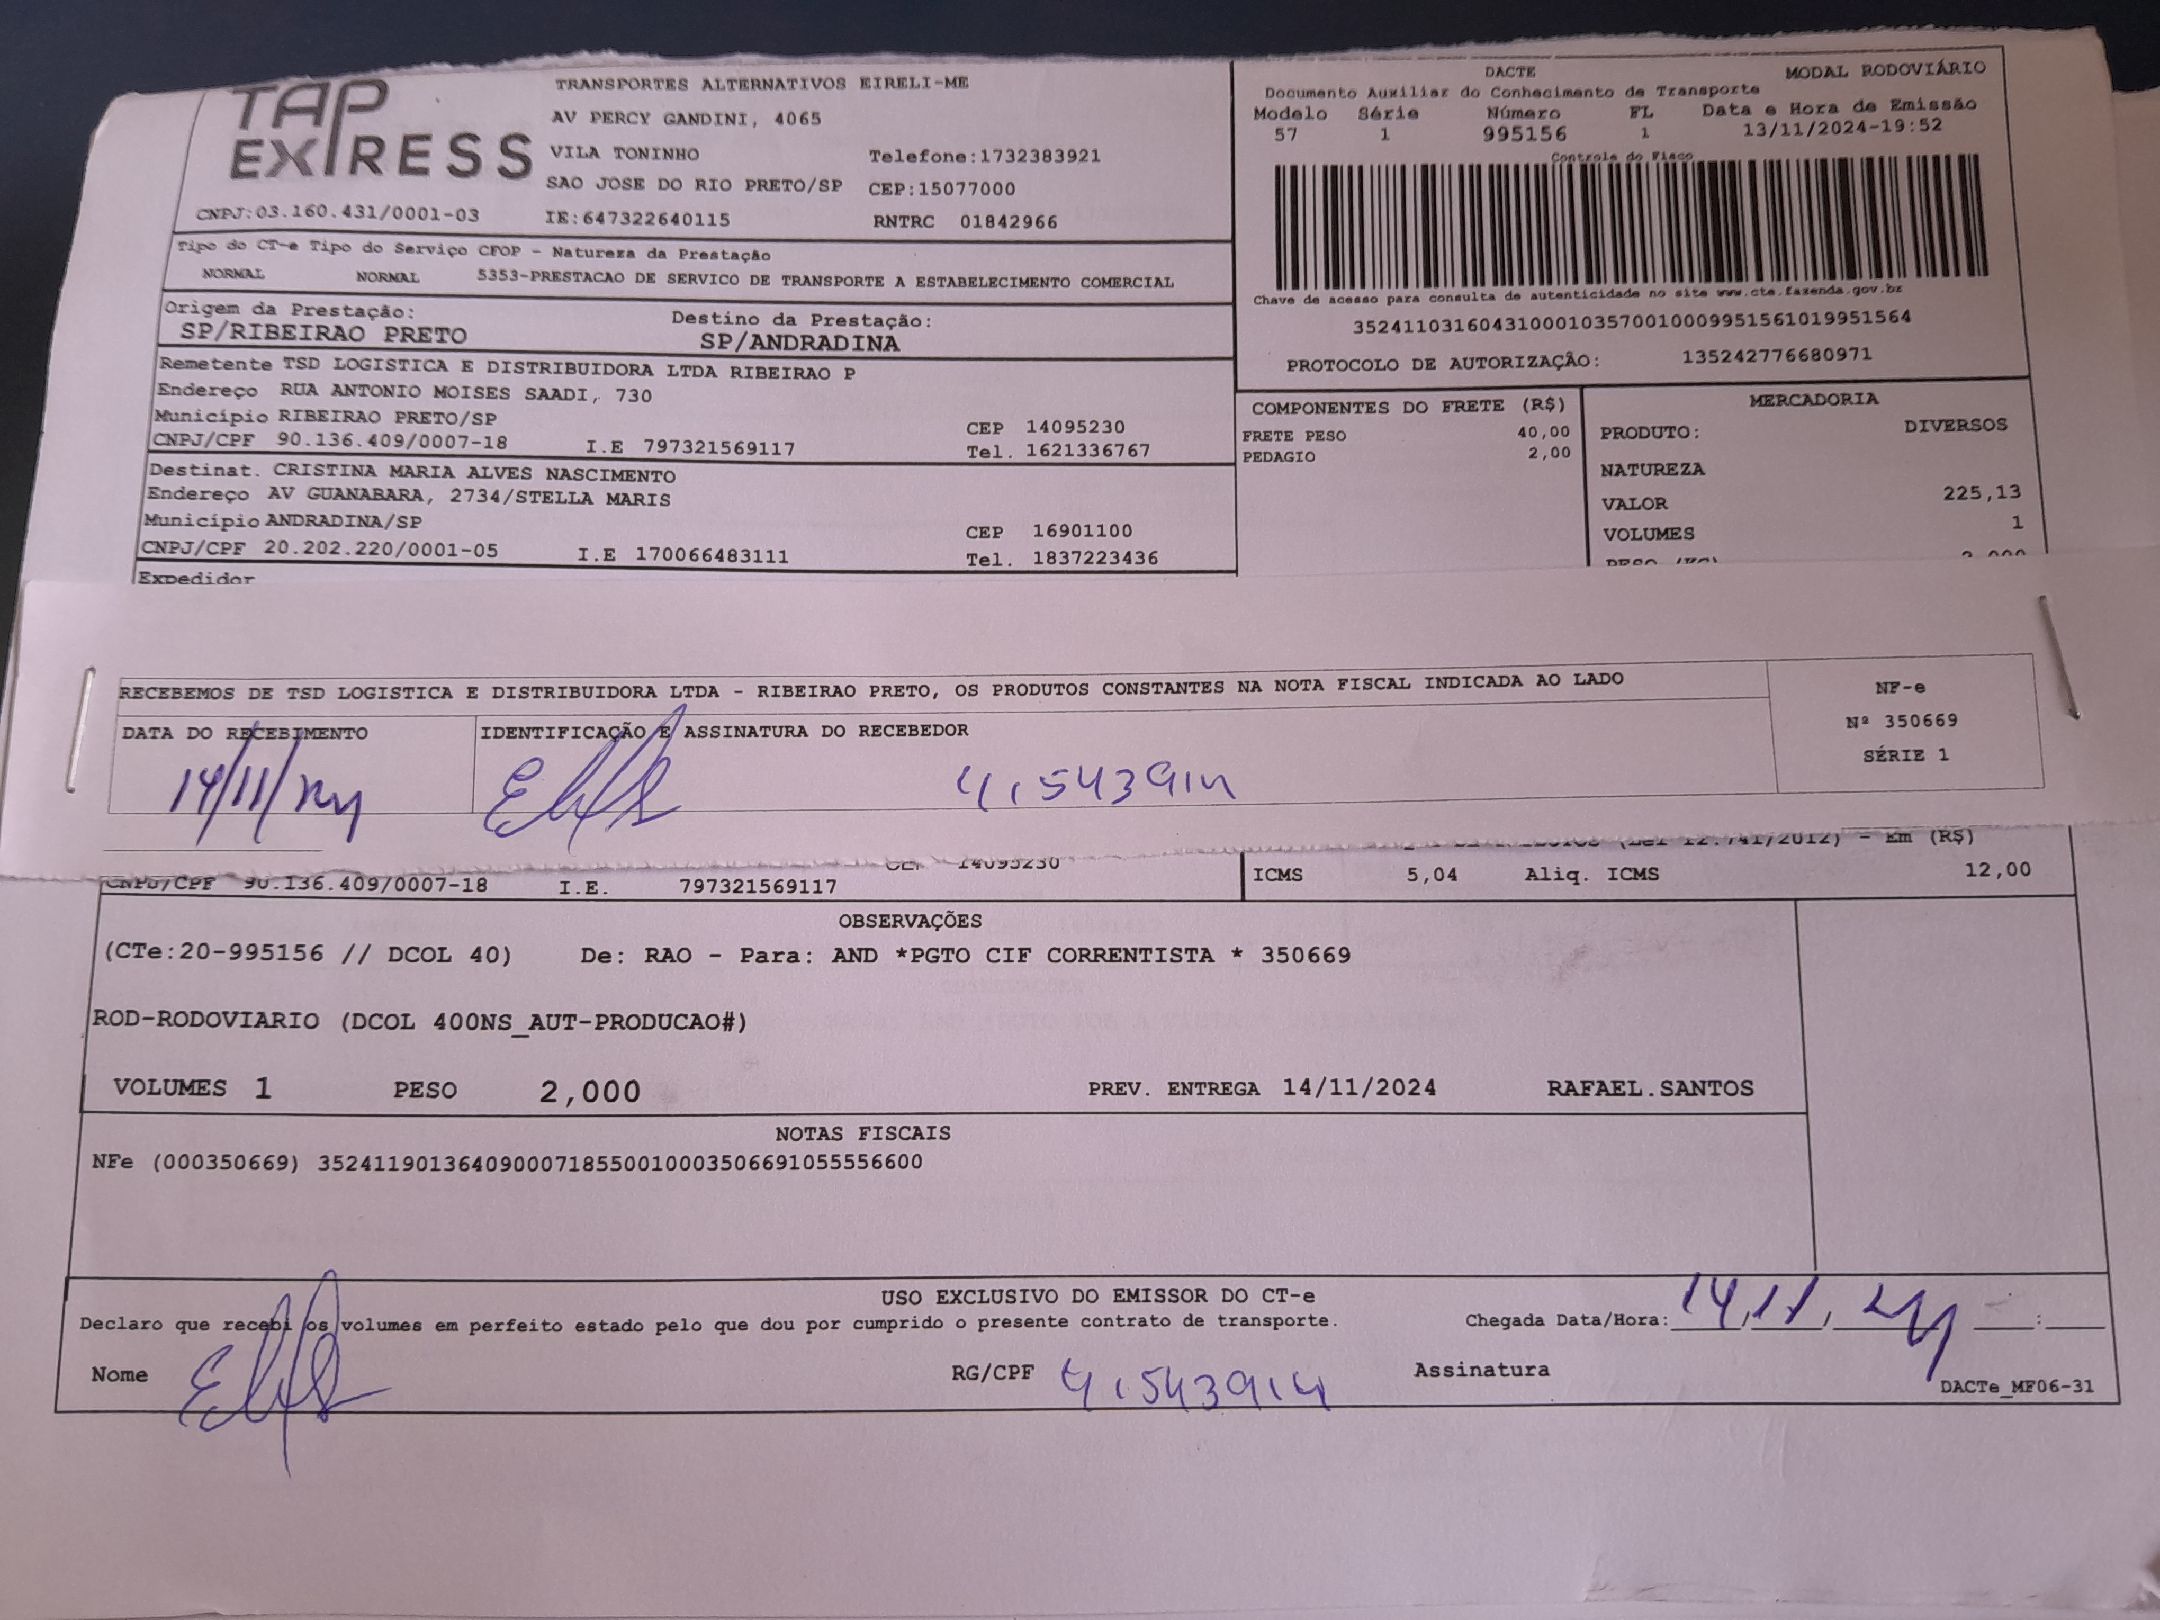 TAP EXPRESS
TRANSPORTES ALTERNATIVOS EIRELI-ME
AV PERCY GANDINI, 4065
VILA TONINHO Telefone:1732383921
SAO JOSE DO RIO PRETO/SP CEP:15077000
CNPJ:03.160.431/0001-03 IE:647322640115 RNTRC 01842966
Tipo do CT-e Tipo do Serviço CFOP - Natureza da Prestação
NORMAL NORMAL 5353-PRESTACAO DE SERVICO DE TRANSPORTE A ESTABELECIMENTO COMERCIAL
Origem da Prestação: Destino da Prestação:
SP/RIBEIRAO PRETO SP/ANDRADINA
Remetente TSD LOGISTICA E DISTRIBUIDORA LTDA RIBEIRAO P
Endereço RUA ANTONIO MOISES SAADI, 730
Município RIBEIRAO PRETO/SP CEP 14095230
CNPJ/CPF 90.136.409/0007-18 I.E 797321569117 Tel. 1621336767
Destinat. CRISTINA MARIA ALVES NASCIMENTO
Endereço AV GUANABARA, 2734/STELLA MARIS
Município ANDRADINA/SP CEP 16901100
CNPJ/CPF 20.202.220/0001-05 I.E 170066483111 Tel. 1837223436
Expedidor
DACTE MODAL RODOVIÁRIO
Documento Auxiliar do Conhecimento de Transporte
Modelo Série Número FL Data e Hora de Emissão
57 1 995156 1 13/11/2024-19:52
Controle do Fisco
Chave de acesso para consulta de autenticidade no site www.cte.fazenda.gov.br
35241103160431000103570010009951561019951564
PROTOCOLO DE AUTORIZAÇÃO: 135242776680971
COMPONENTES DO FRETE (R$)
FRETE PESO 40,00
PEDAGIO 2,00
MERCADORIA
PRODUTO: DIVERSOS
NATUREZA
VALOR 225,13
VOLUMES 1
PESO (KG) 2,000
RECEBEMOS DE TSD LOGISTICA E DISTRIBUIDORA LTDA - RIBEIRAO PRETO, OS PRODUTOS CONSTANTES NA NOTA FISCAL INDICADA AO LADO
DATA DO RECEBIMENTO IDENTIFICAÇÃO E ASSINATURA DO RECEBEDOR
14/11/24 41543914
NF-e
Nº 350669
SÉRIE 1
(Lei 12.741/2012) - Em (R$)
CEP 14095230
CNPJ/CPF 90.136.409/0007-18 I.E. 797321569117 ICMS 5,04 Aliq. ICMS 12,00
OBSERVAÇÕES
(CTe:20-995156 // DCOL 40) De: RAO - Para: AND *PGTO CIF CORRENTISTA * 350669
ROD-RODOVIARIO (DCOL 400NS_AUT-PRODUCAO#)
VOLUMES 1 PESO 2,000 PREV. ENTREGA 14/11/2024 RAFAEL.SANTOS
NOTAS FISCAIS
NFe (000350669) 35241190136409000718550010003506691055556600
USO EXCLUSIVO DO EMISSOR DO CT-e
Declaro que recebi os volumes em perfeito estado pelo que dou por cumprido o presente contrato de transporte. Chegada Data/Hora: 14/11/24 :
Nome RG/CPF 41543914 Assinatura
DACTe_MF06-31